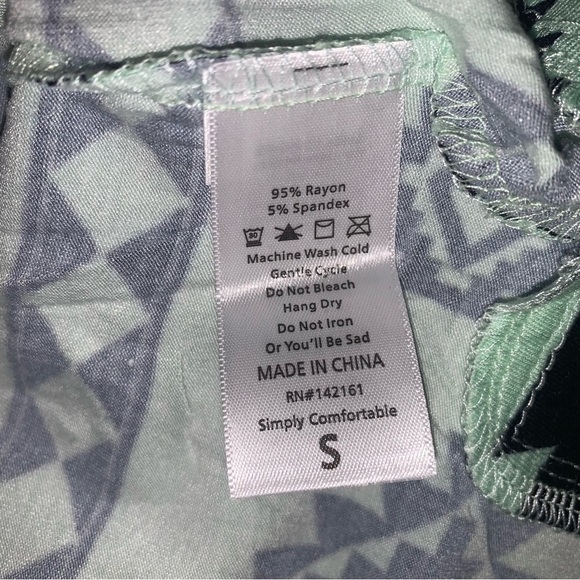 95% Rayon
5% Spandex
30
Machine Wash Cold
Gentle Cycle
Do Not Bleach
Hang Dry
Do Not Iron
Or You'll Be Sad
MADE IN CHINA
RN#142161
Simply Comfortable
S